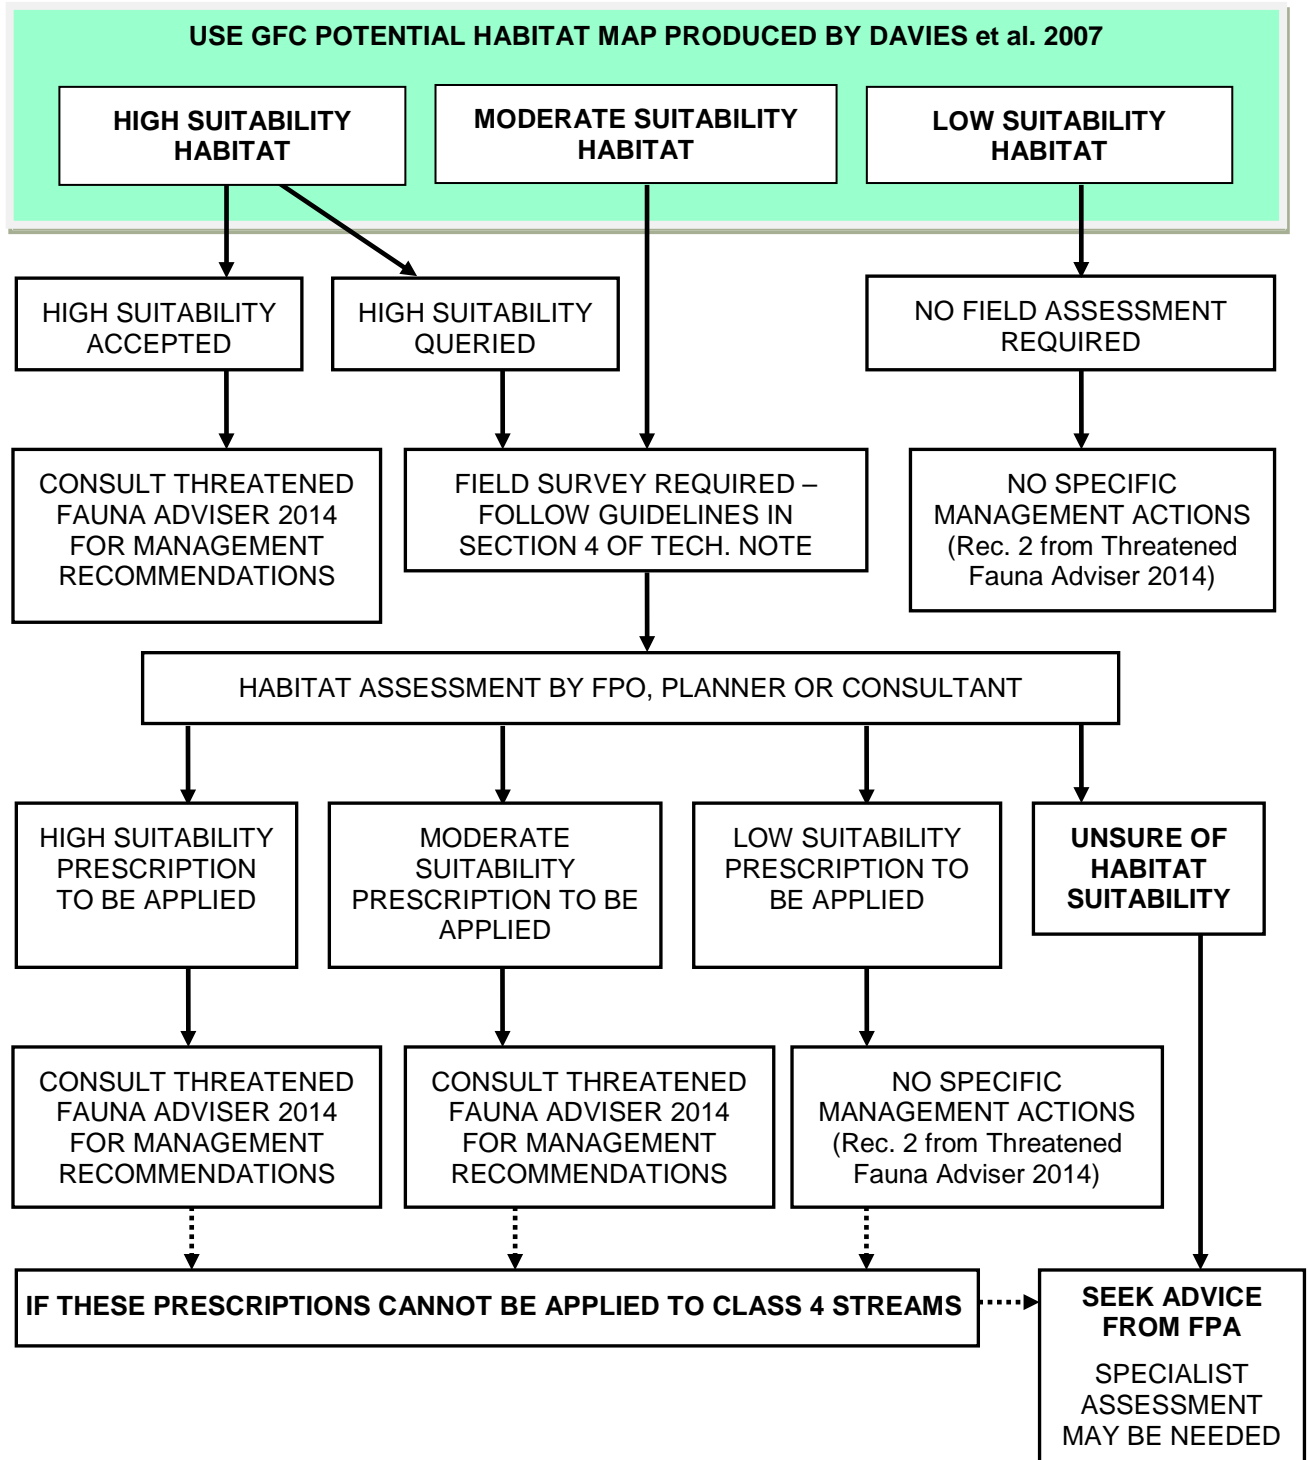 USE GFC POTENTIAL HABITAT MAP PRODUCED BY DAVIES et al. 2007
HIGH SUITABILITY
HABITAT
MODERATE SUITABILITY
HABITAT
LOW SUITABILITY
HABITAT
HIGH SUITABILITY
ACCEPTED
HIGH SUITABILITY
QUERIED
NO FIELD ASSESSMENT
REQUIRED
CONSULT THREATENED
FAUNA ADVISER 2014
FOR MANAGEMENT
RECOMMENDATIONS
FIELD SURVEY REQUIRED –
FOLLOW GUIDELINES IN
SECTION 4 OF TECH. NOTE
NO SPECIFIC
MANAGEMENT ACTIONS
(Rec. 2 from Threatened
Fauna Adviser 2014)
HABITAT ASSESSMENT BY FPO, PLANNER OR CONSULTANT
HIGH SUITABILITY
PRESCRIPTION
TO BE APPLIED
MODERATE
SUITABILITY
PRESCRIPTION TO BE
APPLIED
LOW SUITABILITY
PRESCRIPTION TO
BE APPLIED
UNSURE OF
HABITAT
SUITABILITY
CONSULT THREATENED
FAUNA ADVISER 2014
FOR MANAGEMENT
RECOMMENDATIONS
CONSULT THREATENED
FAUNA ADVISER 2014
FOR MANAGEMENT
RECOMMENDATIONS
NO SPECIFIC
MANAGEMENT ACTIONS
(Rec. 2 from Threatened
Fauna Adviser 2014)
IF THESE PRESCRIPTIONS CANNOT BE APPLIED TO CLASS 4 STREAMS
SEEK ADVICE
FROM FPA
SPECIALIST
ASSESSMENT
MAY BE NEEDED